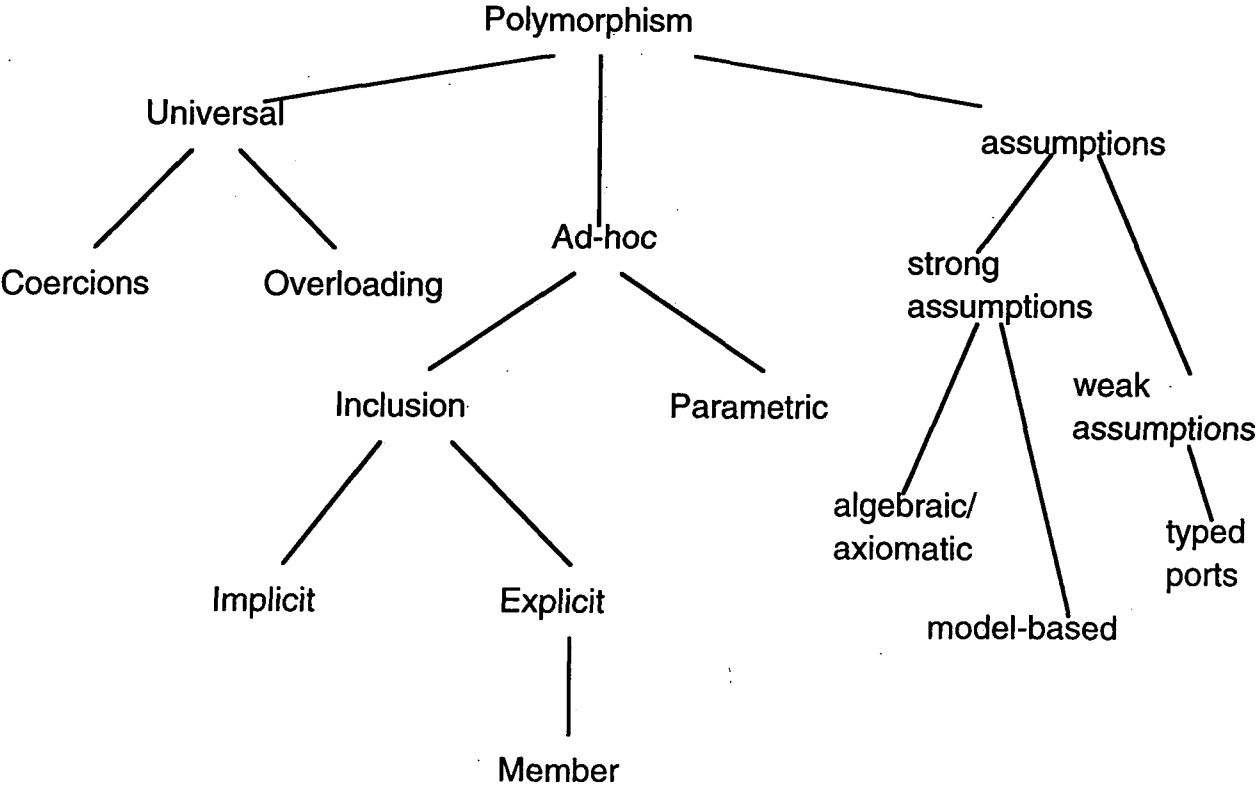 Polymorphism
Universal
assumptions
Ad-hoc
strong
assumptions
Coercions
Overloading
weak
assumptions
Inclusion
Parametric
algebraic/
axiomatic
typed
ports
Implicit
Explicit
model-based
Member